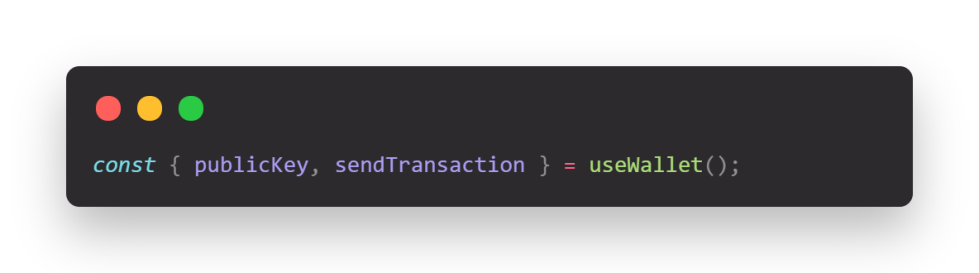 const { publicKey, sendTransaction } = useWallet();